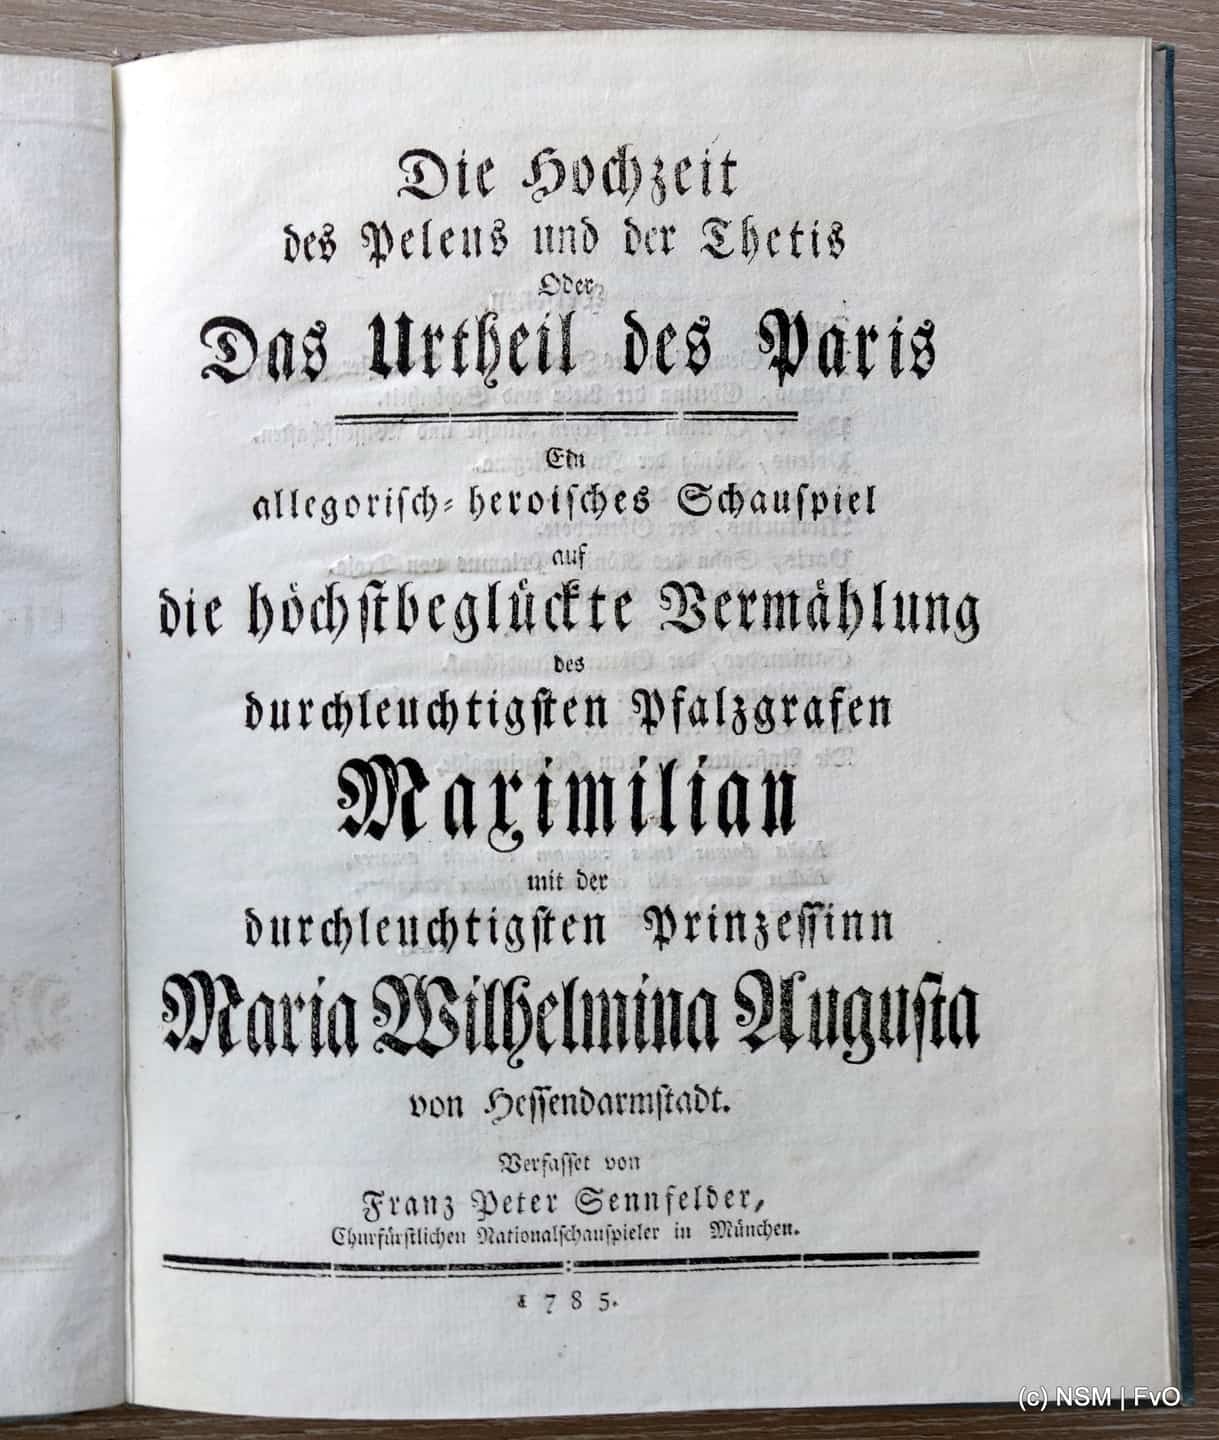 Die Hochzeit
des Peleus und der Thetis
Oder
Das Urtheil des Paris
Ein
allegoriſch-heroiſches Schauſpiel
auf
die höchſtbeglückte Vermählung
des
durchleuchtigſten Pfalzgrafen
Maximilian
mit der
durchleuchtigſten Prinzeſſinn
Maria Wilhelmina Auguſta
von Heſſendarmſtadt.
Verfaſſet von
Franz Peter Sennfelder,
Churfürſtlichen Nationalſchauſpieler in München.
1785.
(c) NSM | FvO